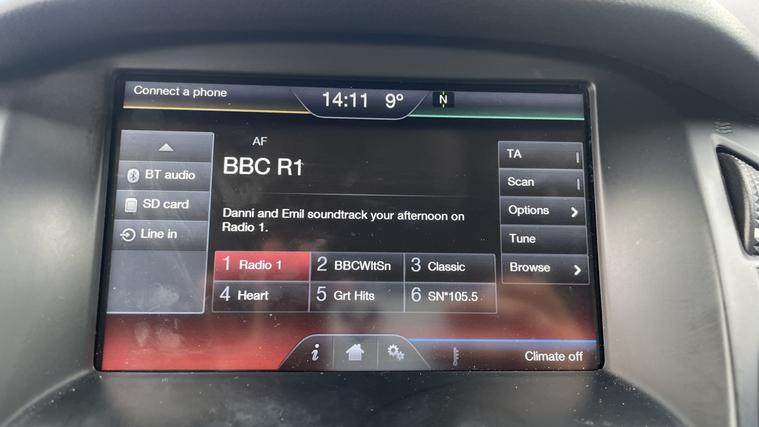 Connect a phone
14:11 9° N
AF
BBC R1
Danni and Emil soundtrack your afternoon on
Radio 1.
BT audio
SD card
Line in
TA
Scan
Options
Tune
Browse
1 Radio 1
2 BBCWltSn
3 Classic
4 Heart
5 Grt Hits
6 SN"105.5
i
Climate off